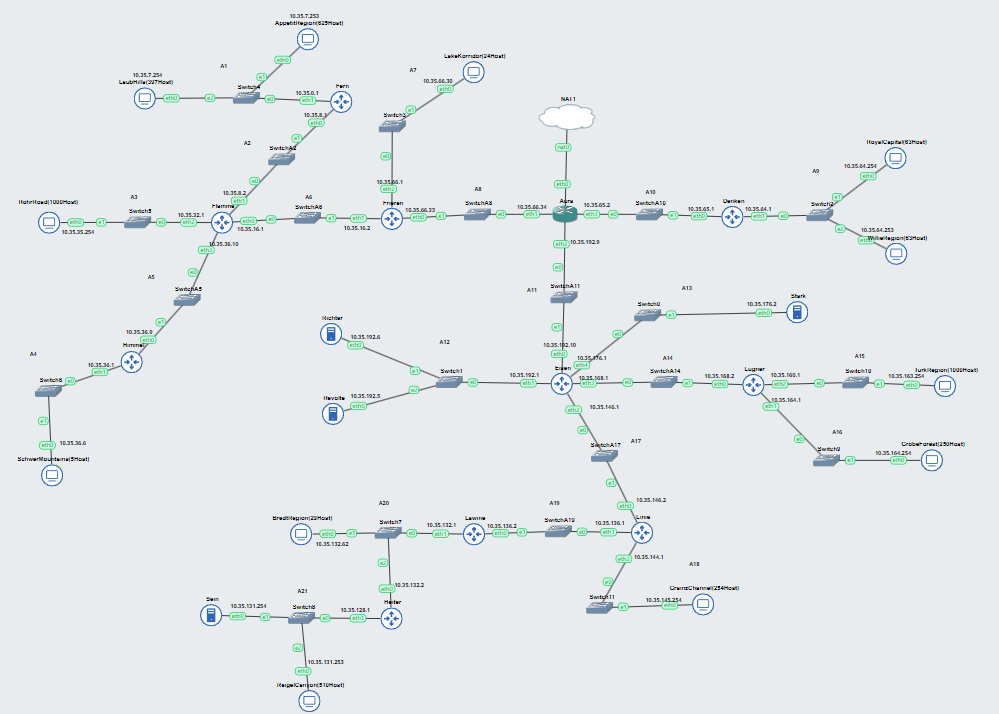 10.35.7.253
AppetitRegion(625Host)
eth0
A1
e1
10.35.7.254
LaubHills(397Host)
eth0
e2
Switch4
e0
10.35.0.1
eth1
Fern
10.35.8.1
eth0
A2
e1
SwitchA2
e0
A7
LakeKorridor(24Host)
10.35.66.30
eth0
e1
Switch3
e0
10.35.66.1
eth2
NAT1
nat0
eth0
A3
RohrRoad(1000Host)
eth0
e1
Switch5
e0
10.35.32.1
eth2
10.35.35.254
10.35.8.2
eth1
Flamme
eth0
10.35.16.1
e0
A6
SwitchA6
e1
eth1
10.35.16.2
Frieren
10.35.66.33
eth0
e0
A8
SwitchA8
e1
10.35.66.34
eth1
Aura
10.35.65.2
eth3
e0
A10
SwitchA10
e1
10.35.65.1
eth0
Denken
10.35.64.1
eth1
e0
Switch2
A9
RoyalCapital(63Host)
10.35.64.254
eth0
e1
10.35.64.253
e2
eth0
WillieRegion(63Host)
10.35.36.10
eth3
A5
e0
SwitchA5
e1
10.35.36.9
eth0
Himmel
10.35.36.1
eth1
A4
Switch6
e0
e1
eth0
10.35.36.6
SchwerMountains(5Host)
eth2
10.35.192.9
e0
A11
SwitchA11
e1
10.35.192.10
eth0
Eisen
A13
Switch0
e1
e0
10.35.176.1
eth4
10.35.176.2
eth0
Stark
Richter
10.35.192.6
eth0
A12
e1
Switch1
e2
e0
10.35.192.1
eth1
Revolte
10.35.192.5
eth0
10.35.168.1
eth3
e0
A14
SwitchA14
e1
10.35.168.2
eth0
Lugner
10.35.160.1
eth2
e0
A15
Switch10
e1
10.35.163.254
eth0
TurkRegion(1000Host)
10.35.164.1
eth1
A16
e0
Switch9
e1
10.35.164.254
eth0
GrobeForest(250Host)
eth2
10.35.146.1
e0
A17
SwitchA17
e1
10.35.146.2
eth0
Linie
A20
BredtRegion(29Host)
eth0
e1
Switch7
e0
10.35.132.1
eth1
Lawine
10.35.136.2
eth0
e1
A19
SwitchA19
e0
10.35.136.1
eth1
10.35.132.62
e2
eth0
10.35.132.2
Heiter
eth2
10.35.144.1
A18
e0
Switch11
e1
10.35.145.254
eth0
GranzChannel(254Host)
A21
Sein
10.35.131.254
eth0
e1
Switch8
e0
10.35.128.1
eth1
e2
10.35.131.253
eth0
RiegelCanyon(510Host)